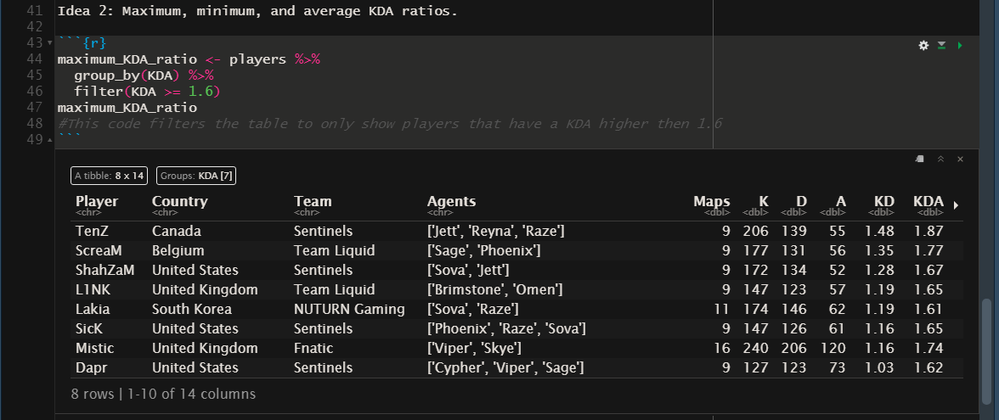 41 Idea 2: Maximum, minimum, and average KDA ratios.
42
43 ```{r}
44 maximum_KDA_ratio <- players %>%
45   group_by(KDA) %>%
46   filter(KDA >= 1.6)
47 maximum_KDA_ratio
48 #This code filters the table to only show players that have a KDA higher then 1.6
49 ```
A tibble: 8 x 14 Groups: KDA [7]
Player Country Team Agents Maps K D A KD KDA
<chr> <chr> <chr> <chr> <dbl> <dbl> <dbl> <dbl> <dbl> <dbl>
TenZ Canada Sentinels ['Jett', 'Reyna', 'Raze'] 9 206 139 55 1.48 1.87
ScreaM Belgium Team Liquid ['Sage', 'Phoenix'] 9 177 131 56 1.35 1.77
ShahZaM United States Sentinels ['Sova', 'Jett'] 9 172 134 52 1.28 1.67
L1NK United Kingdom Team Liquid ['Brimstone', 'Omen'] 9 147 123 57 1.19 1.65
Lakia South Korea NUTURN Gaming ['Sova', 'Raze'] 11 174 146 62 1.19 1.61
SicK United States Sentinels ['Phoenix', 'Raze', 'Sova'] 9 147 126 61 1.16 1.65
Mistic United Kingdom Fnatic ['Viper', 'Skye'] 16 240 206 120 1.16 1.74
Dapr United States Sentinels ['Cypher', 'Viper', 'Sage'] 9 127 123 73 1.03 1.62
8 rows | 1-10 of 14 columns